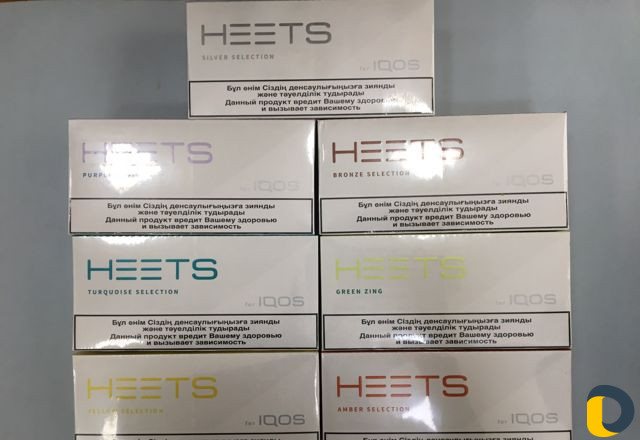 HEETS
SILVER SELECTION
for IQOS
Бұл өнім Сіздің денсаулығыңызға зиянды
және тәуелділік тудырады
Данный продукт вредит Вашему здоровью
и вызывает зависимость
HEETS
PURPLE
for IQOS
Бұл өнім Сіздің денсаулығыңызға зиянды
және тәуелділік тудырады
Данный продукт вредит Вашему здоровью
и вызывает зависимость
HEETS
BRONZE SELECTION
for IQOS
Бұл өнім Сіздің денсаулығыңызға зиянды
және тәуелділік тудырады
Данный продукт вредит Вашему здоровью
и вызывает зависимость
HEETS
TURQUOISE SELECTION
for IQOS
Бұл өнім Сіздің денсаулығыңызға зиянды
және тәуелділік тудырады
Данный продукт вредит Вашему здоровью
и вызывает зависимость
HEETS
GREEN ZING
for IQOS
Бұл өнім Сіздің денсаулығыңызға зиянды
және тәуелділік тудырады
Данный продукт вредит Вашему здоровью
и вызывает зависимость
HEETS
YELLOW SELECTION
for IQOS
HEETS
AMBER SELECTION
for IQOS